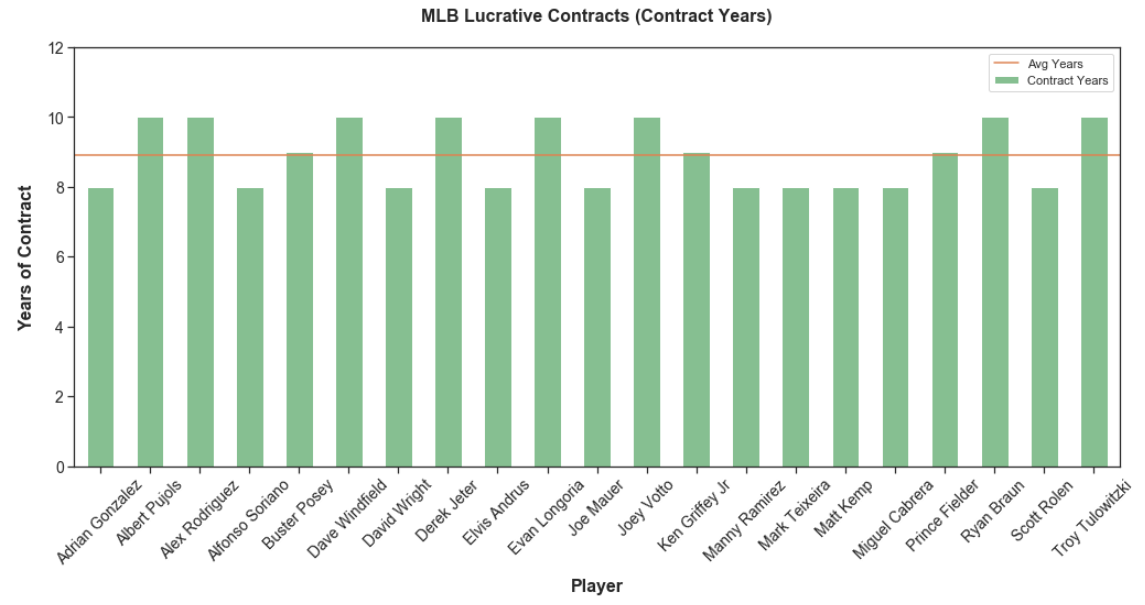 MLB Lucrative Contracts (Contract Years)
Avg Years
Contract Years
12
10
8
6
4
2
0
Years of Contract
Adrian Gonzalez
Albert Pujols
Alex Rodriguez
Alfonso Soriano
Buster Posey
Dave Windfield
David Wright
Derek Jeter
Elvis Andrus
Evan Longoria
Joe Mauer
Joey Votto
Ken Griffey Jr
Manny Ramirez
Mark Teixeira
Matt Kemp
Miguel Cabrera
Prince Fielder
Ryan Braun
Scott Rolen
Troy Tulowitzki
Player